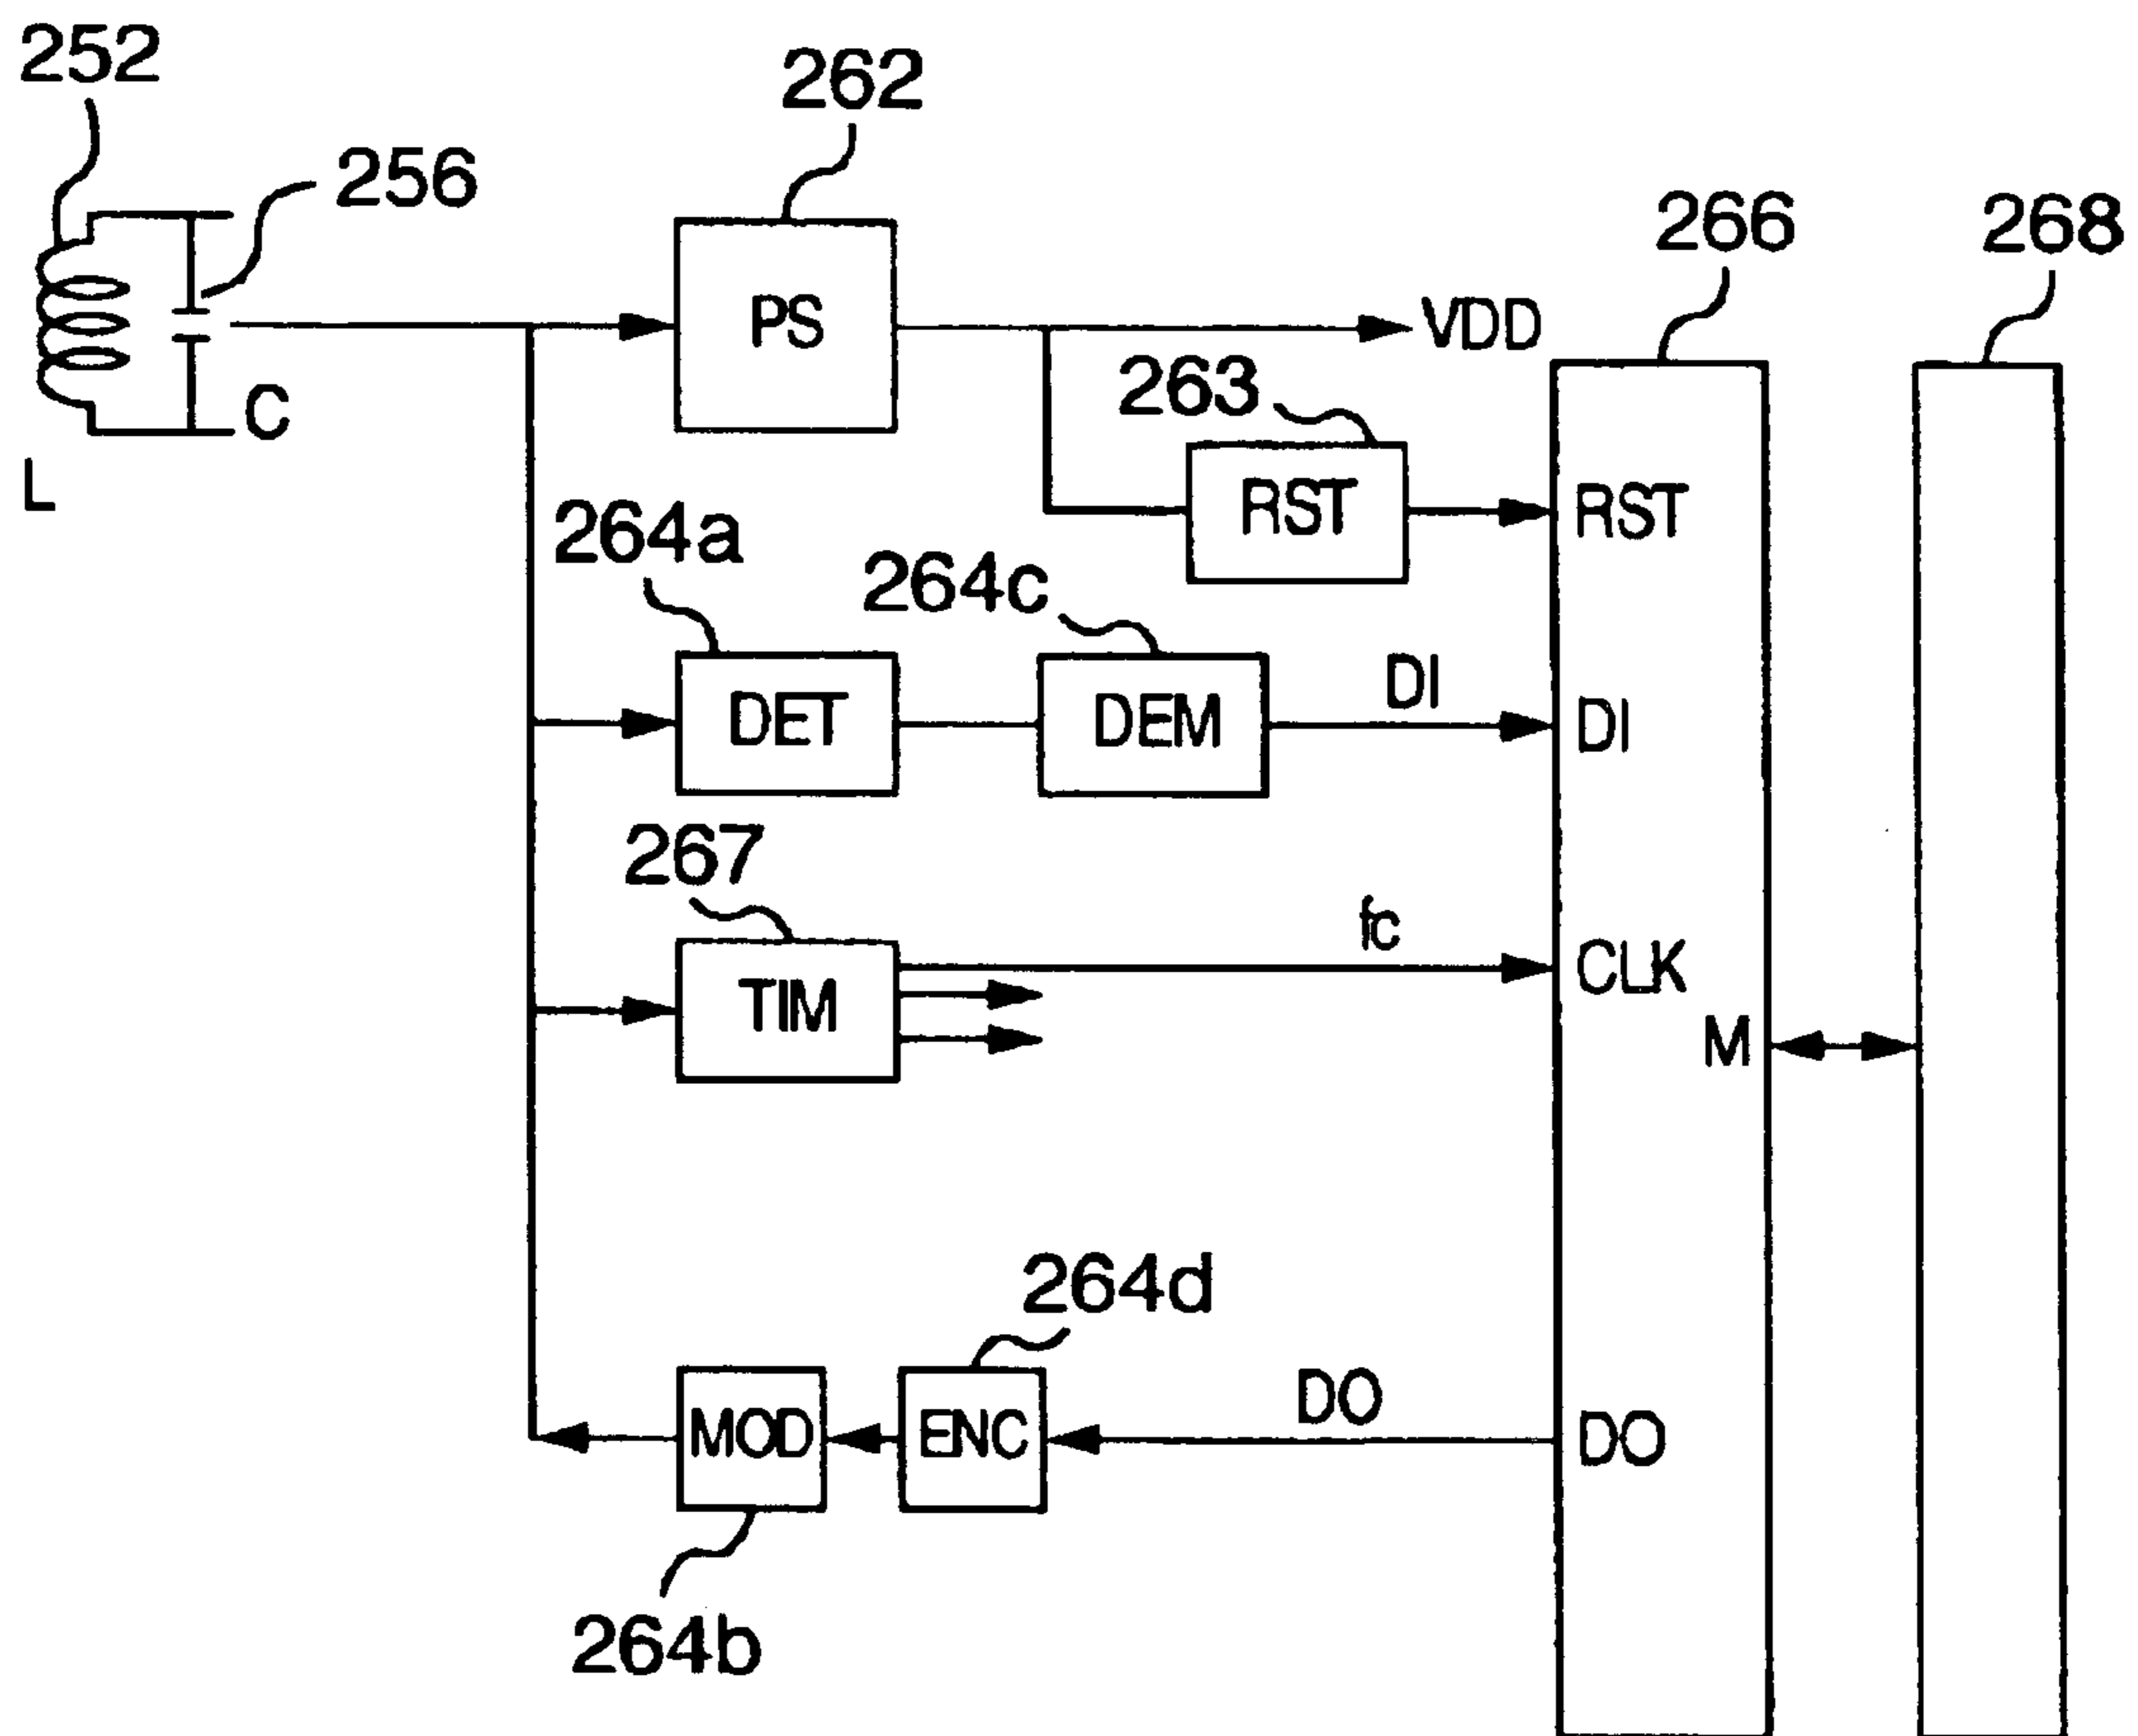 252
262
256
266
268
PS
VDD
263
C
L
RST
RST
264a
264c
DET
DEM
DI
DI
267
fc
TIM
CLK
M
264d
MOD
ENC
DO
DO
264b